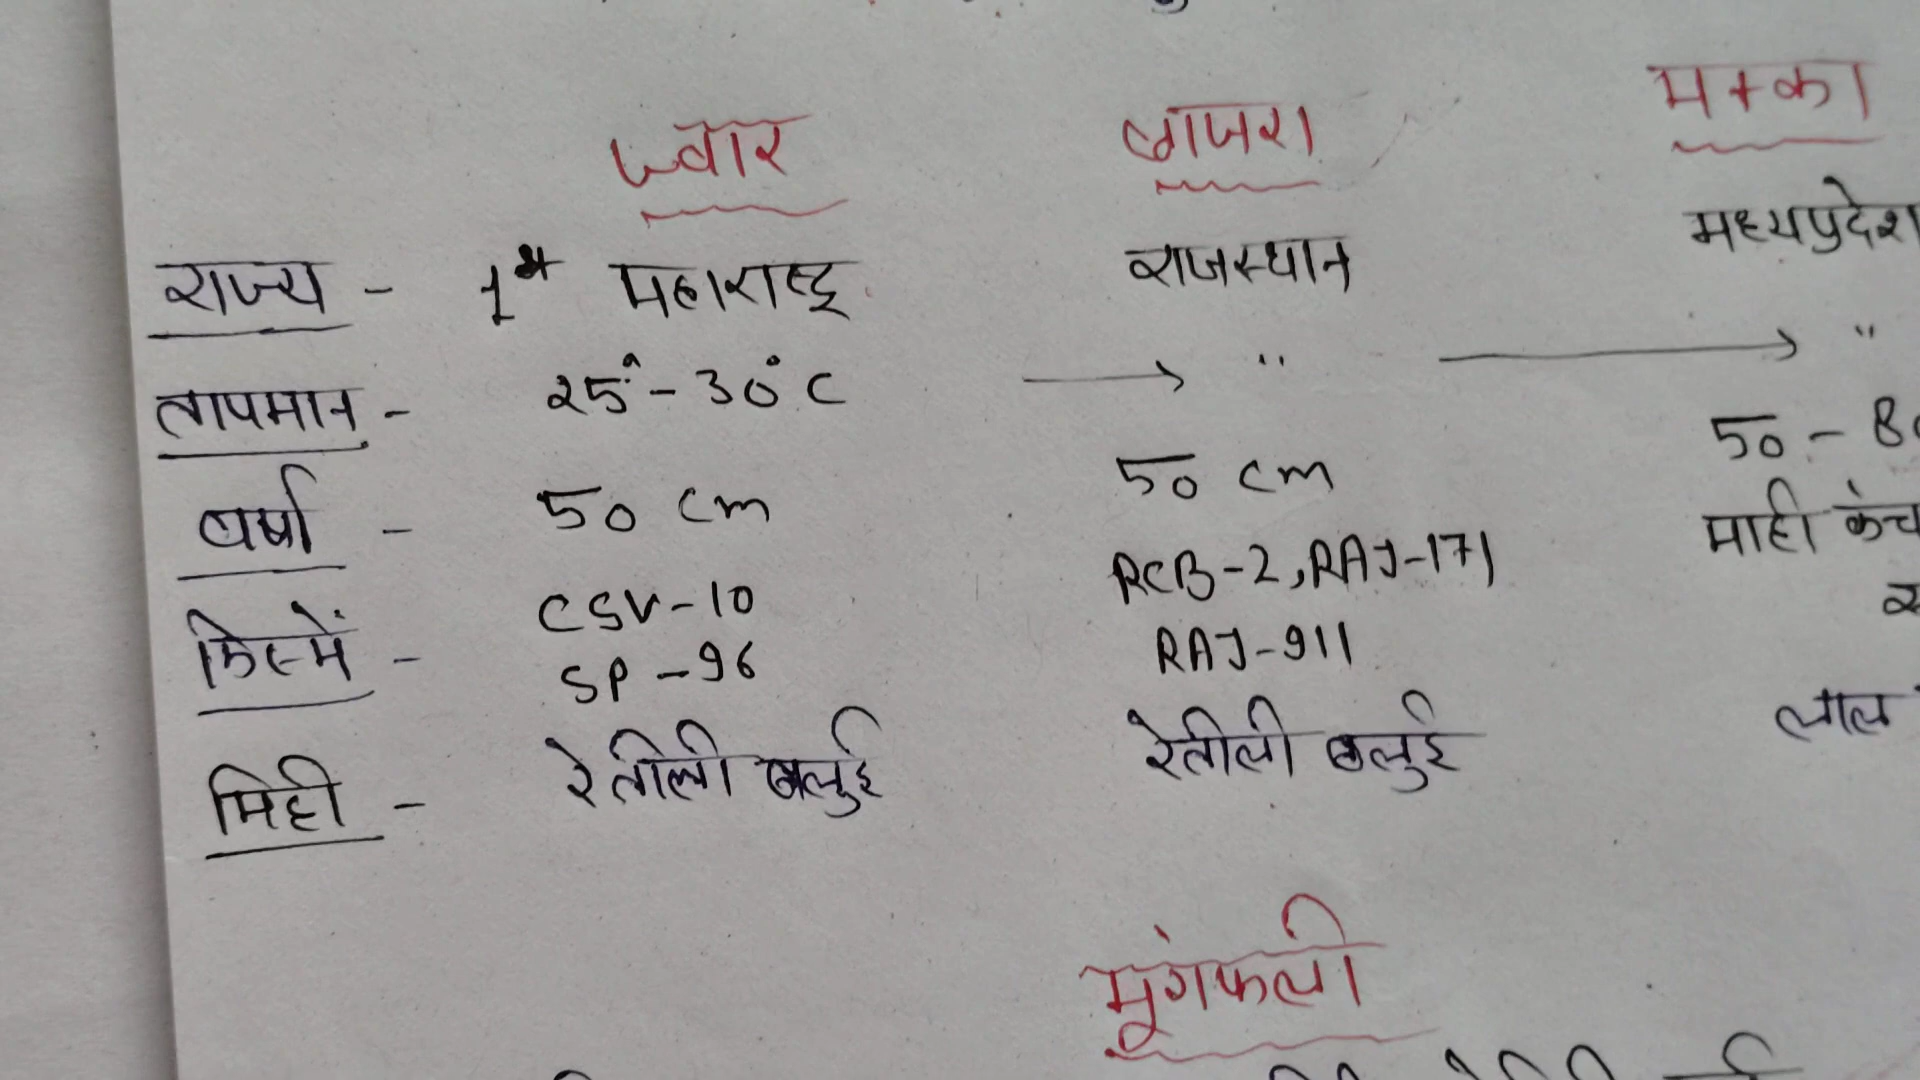 ज्वार बाजरा मक्का
राज्य - 1st महाराष्ट्र राजस्थान मध्यप्रदेश
तापमान - 25° - 30°C → " → "
वर्षा - 50 cm 50 cm 50 -
किस्में - CSV-10 RCB-2, RAJ-171 माही
SP-96 RAJ-911
मिट्टी - रेतीली बलुई रेतीली बलुई लाल
मूंगफली